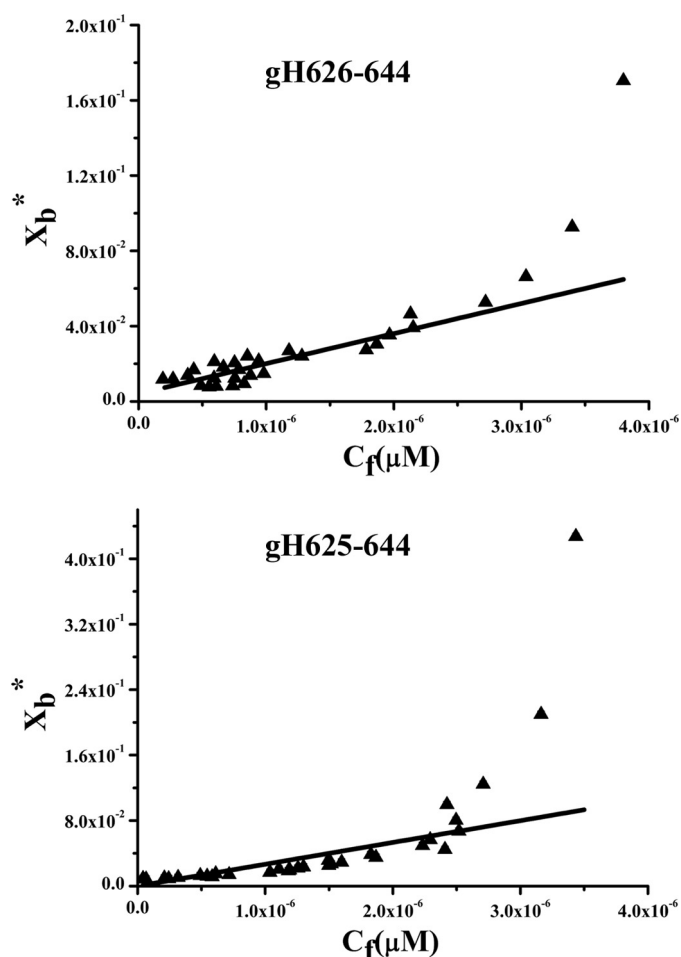 2.0x10⁻¹
gH626-644
1.6x10⁻¹
1.2x10⁻¹
X_b*
8.0x10⁻²
4.0x10⁻²
0.0
0.0 1.0x10⁻⁶ 2.0x10⁻⁶ 3.0x10⁻⁶ 4.0x10⁻⁶
C_f(μM)
gH625-644
4.0x10⁻¹
3.2x10⁻¹
X_b*
2.4x10⁻¹
1.6x10⁻¹
8.0x10⁻²
0.0
0.0 1.0x10⁻⁶ 2.0x10⁻⁶ 3.0x10⁻⁶ 4.0x10⁻⁶
C_f(μM)